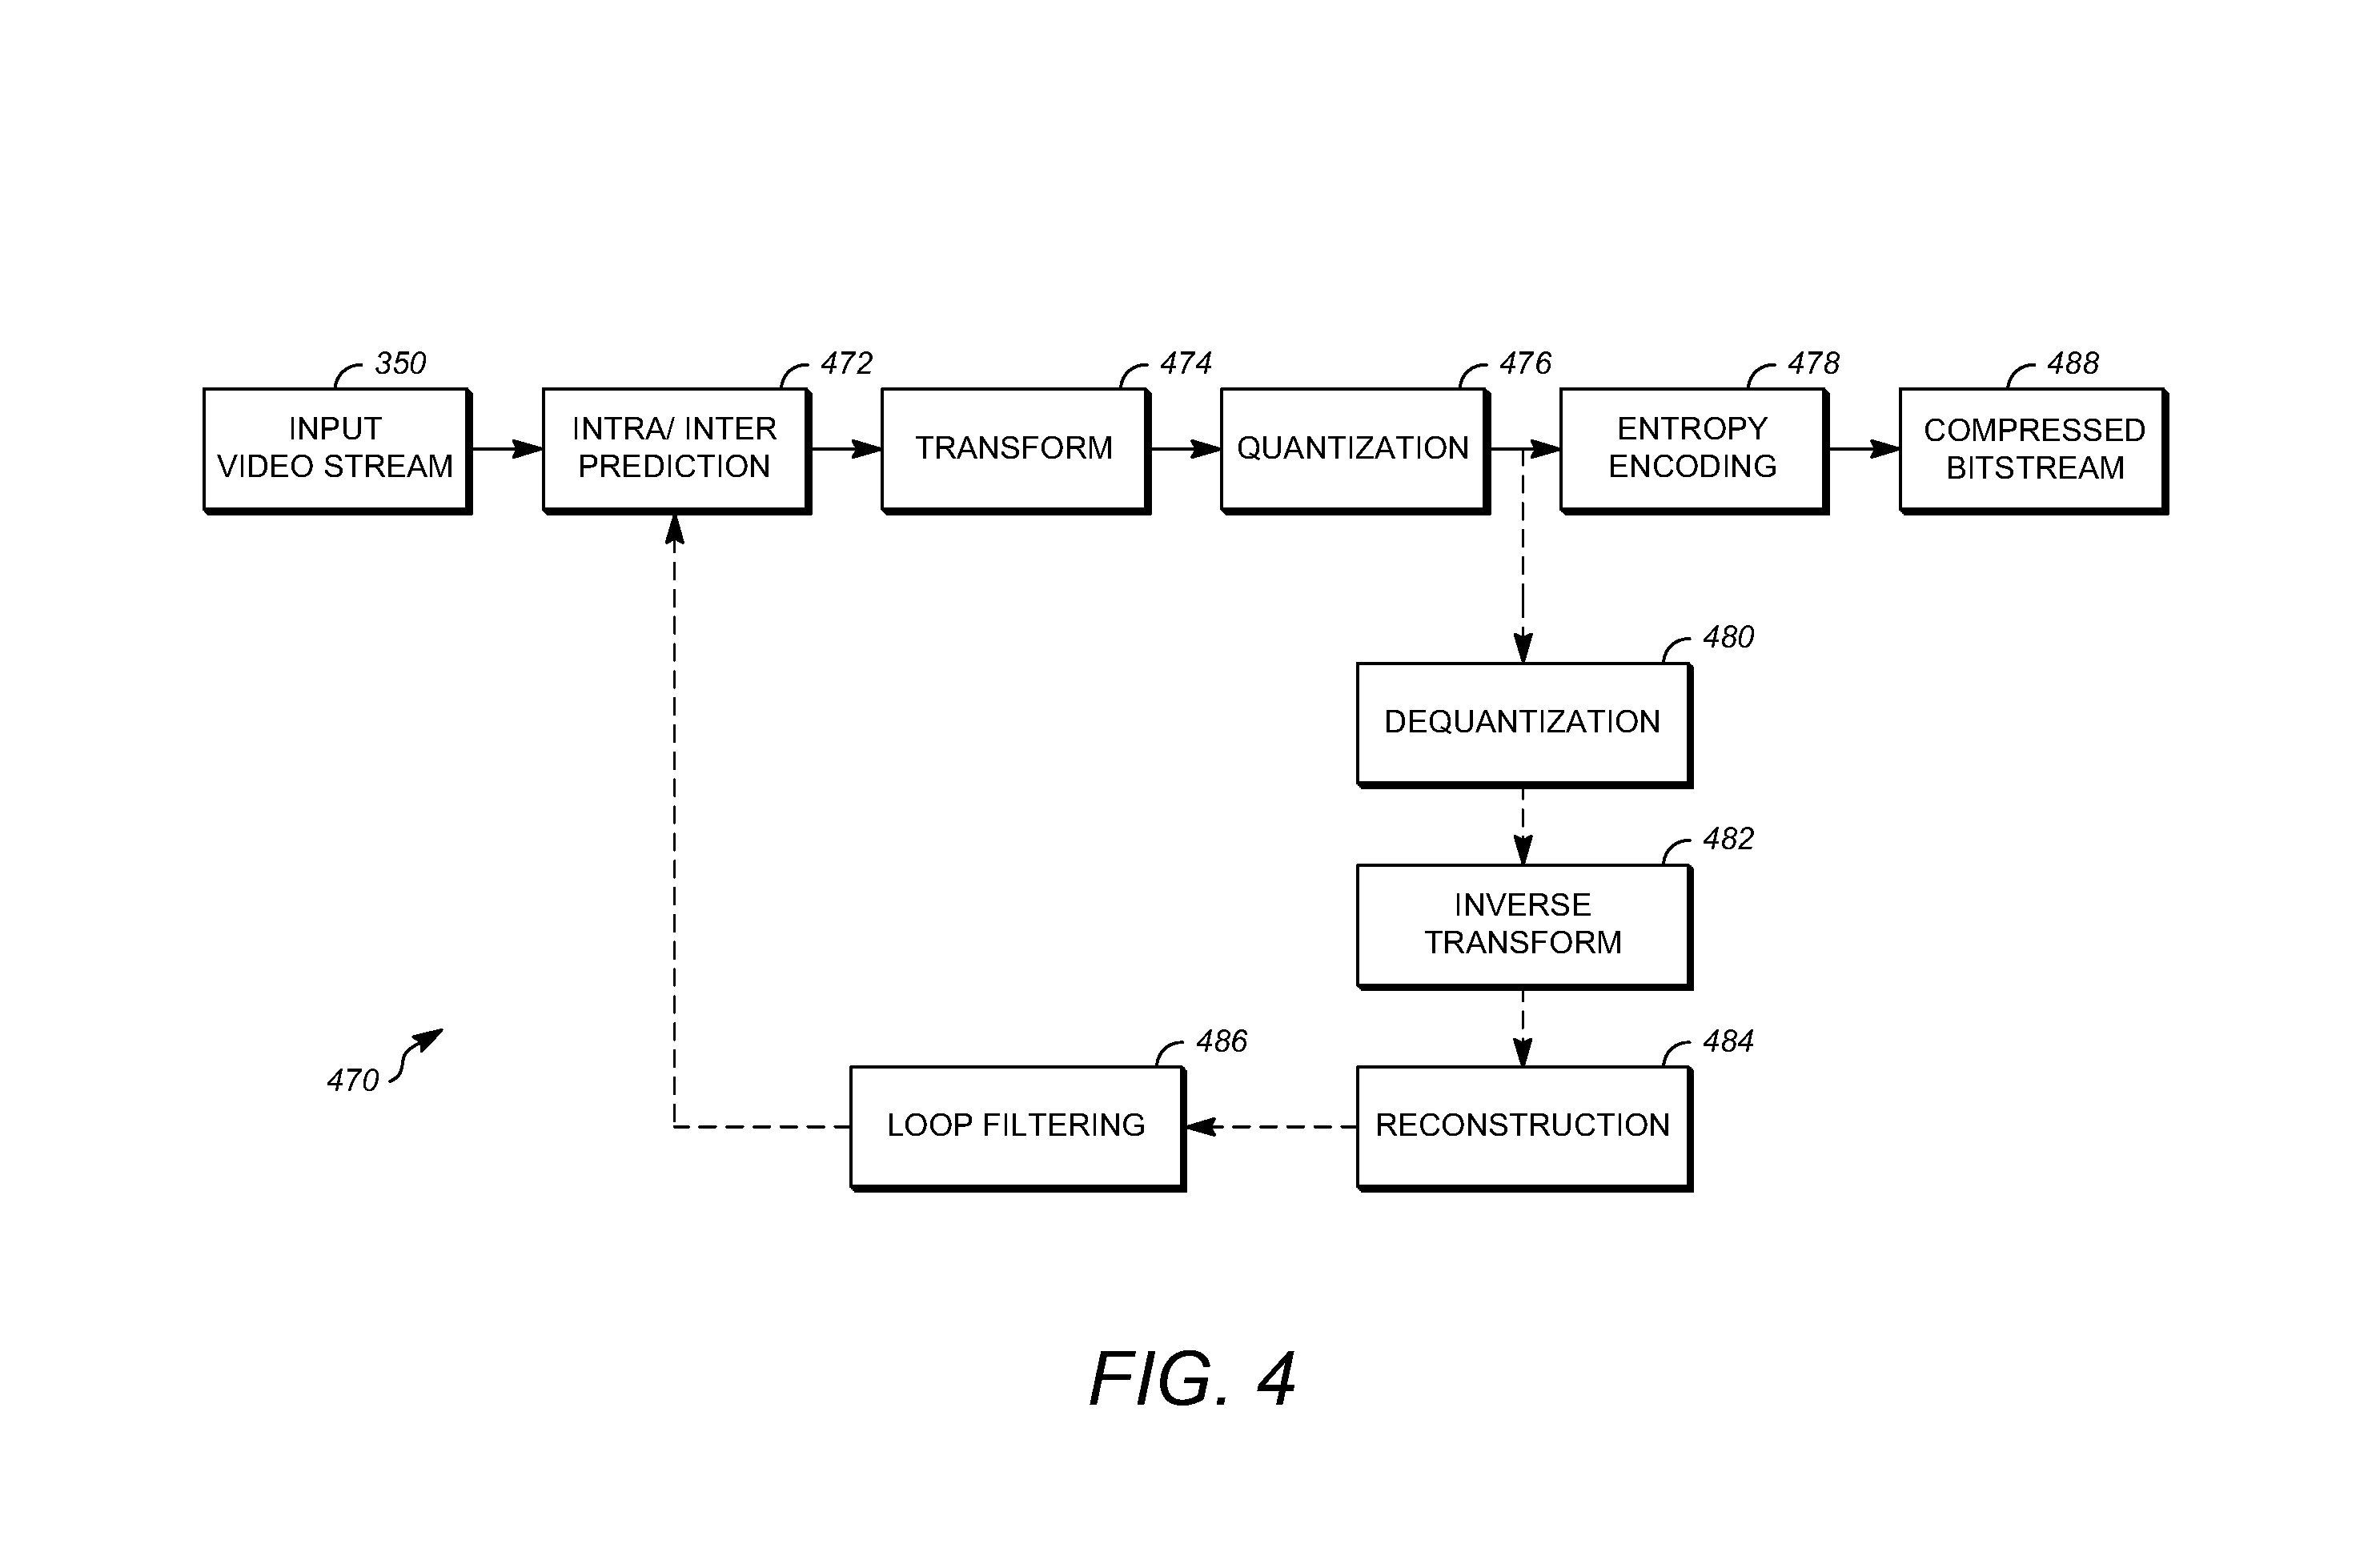 350
472
474
476
478
488
INPUT
VIDEO STREAM
INTRA/ INTER
PREDICTION
TRANSFORM
QUANTIZATION
ENTROPY
ENCODING
COMPRESSED
BITSTREAM
480
DEQUANTIZATION
482
INVERSE
TRANSFORM
486
484
470
LOOP FILTERING
RECONSTRUCTION
FIG. 4